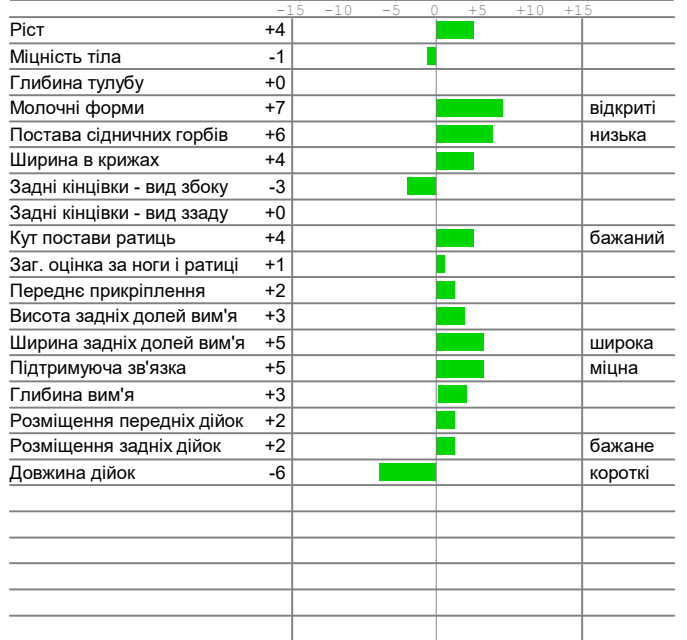 -15 -10 -5 0 +5 +10 +15
Ріст +4
Міцність тіла -1
Глибина тулубу +0
Молочні форми +7 відкриті
Постава сідничних горбів +6 низька
Ширина в крижах +4
Задні кінцівки - вид збоку -3
Задні кінцівки - вид ззаду +0
Кут постави ратиць +4 бажаний
Заг. оцінка за ноги і ратиці +1
Переднє прикріплення +2
Висота задніх долей вим'я +3
Ширина задніх долей вим'я +5 широка
Підтримуюча зв'язка +5 міцна
Глибина вим'я +3
Розміщення передніх дійок +2
Розміщення задніх дійок +2 бажане
Довжина дійок -6 короткі